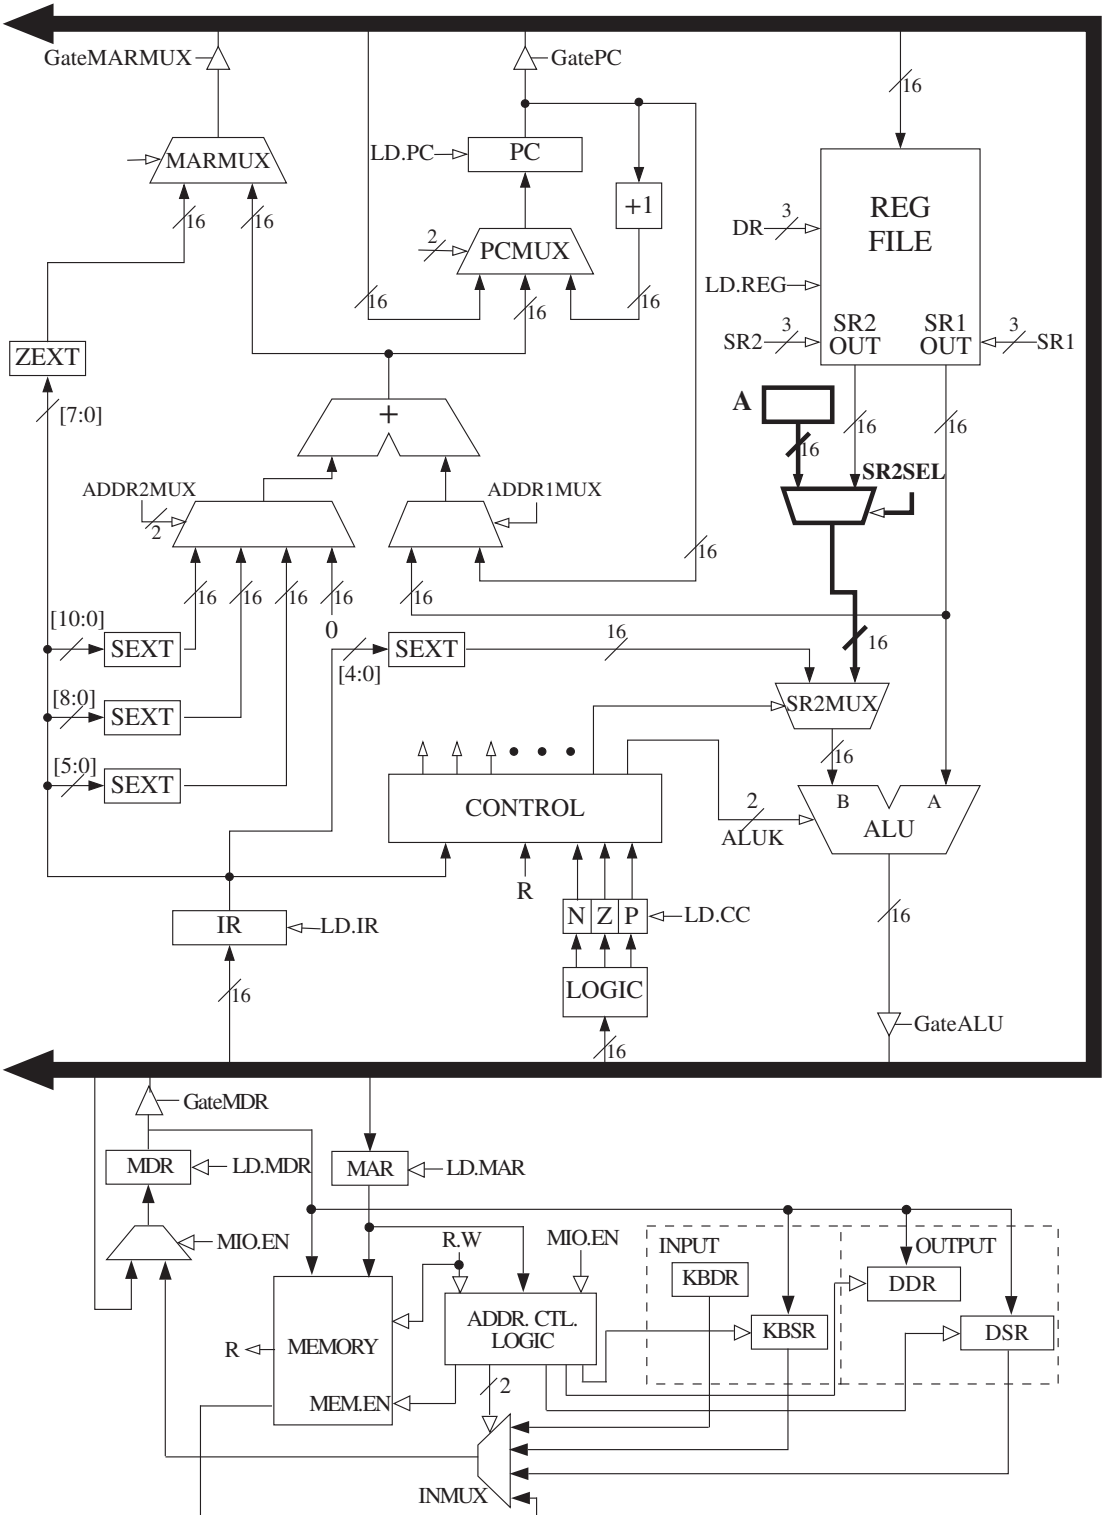 GateMARMUX
GatePC
16
MARMUX
LD.PC
PC
16
16
+1
REG
FILE
DR
3
2
PCMUX
LD.REG
16
16
16
SR2
3
SR2
OUT
SR1
OUT
3
SR1
ZEXT
[7:0]
+
A
16
16
16
SR2SEL
ADDR2MUX
2
ADDR1MUX
16
16
16
16
16
16
0
[10:0]
SEXT
[4:0]
SEXT
16
16
[8:0]
SEXT
SR2MUX
[5:0]
SEXT
16
CONTROL
2
ALUK
B
A
ALU
R
IR
LD.IR
N
Z
P
LD.CC
16
LOGIC
16
16
GateALU
GateMDR
MDR
LD.MDR
MAR
LD.MAR
MIO.EN
R.W
MIO.EN
INPUT
OUTPUT
KBDR
DDR
ADDR. CTL.
LOGIC
KBSR
DSR
R
MEMORY
MEM.EN
2
INMUX